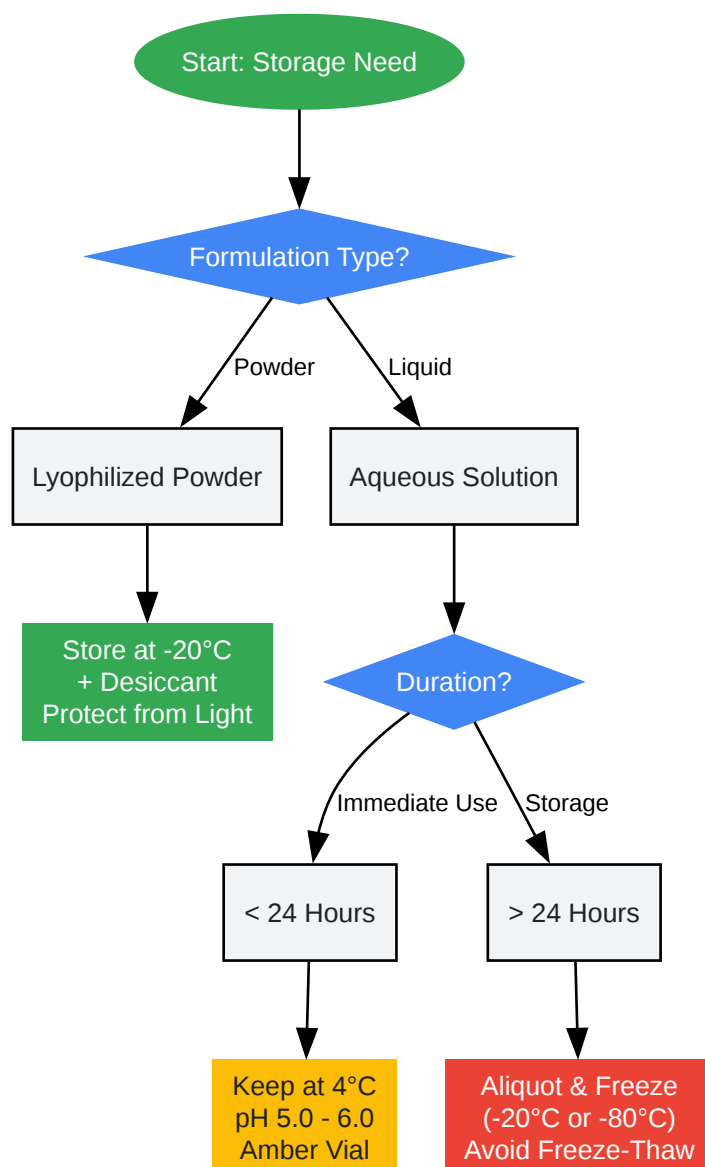 Start: Storage Need
Formulation Type?
Powder
Liquid
Lyophilized Powder
Aqueous Solution
Store at -20°C
+ Desiccant
Protect from Light
Duration?
Immediate Use
Storage
< 24 Hours
> 24 Hours
Keep at 4°C
pH 5.0 - 6.0
Amber Vial
Aliquot & Freeze
(-20°C or -80°C)
Avoid Freeze-Thaw